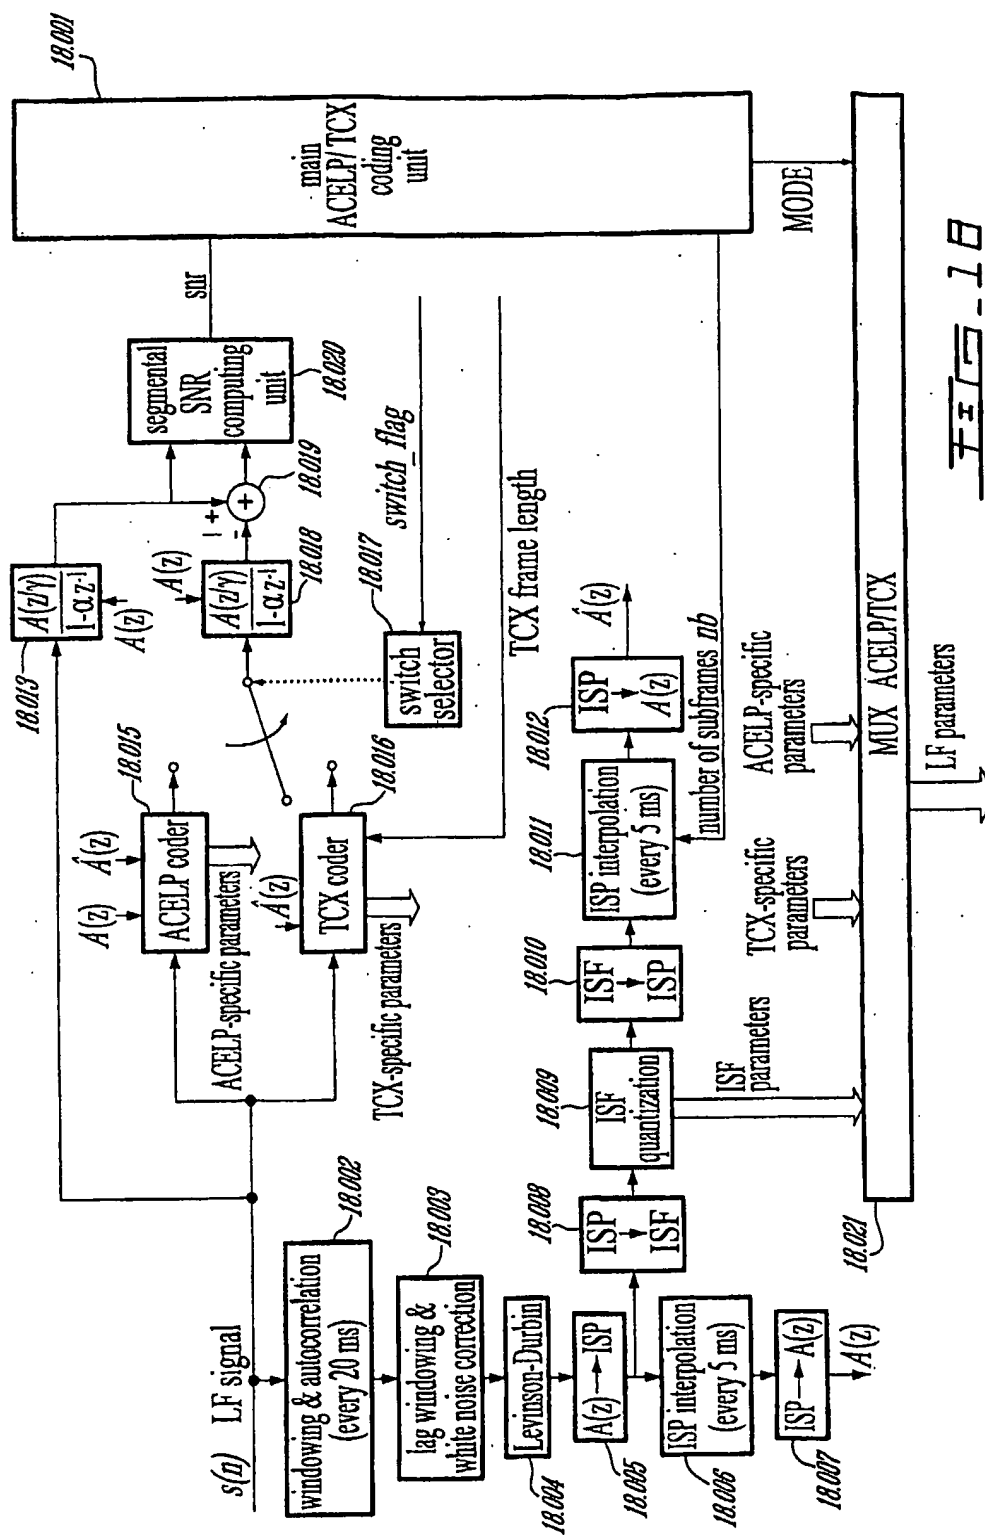 18.001
main
ACELP/TCX
coding
unit
snr
segmental
SNR
computing
unit
18.020
18.019
+
+
-
A(z/γ)
1-αz⁻¹
A(z)
18.013
A(z/γ)
1-αz⁻¹
A(z)
18.018
18.017
switch
selector
switch_flag
TCX frame length
18.015
ACELP coder
A(z)
Â(z)
ACELP-specific parameters
18.016
TCX coder
Â(z)
TCX-specific parameters
s(n) LF signal
18.002
windowing & autocorrelation
(every 20 ms)
18.003
lag windowing &
white noise correction
Levinson-Durbin
18.004
A(z) → ISP
18.005
ISP interpolation
(every 5 ms)
18.006
ISP → A(z)
18.007
A(z)
18.008
ISP
ISF
18.009
ISF
quantization
ISF
parameters
18.010
ISF
ISP
18.011
ISP interpolation
(every 5 ms)
18.012
ISP
A(z)
Â(z)
number of subframes nb
MODE
TCX-specific
parameters
ACELP-specific
parameters
MUX ACELP/TCX
18.021
LF parameters
FIG-18